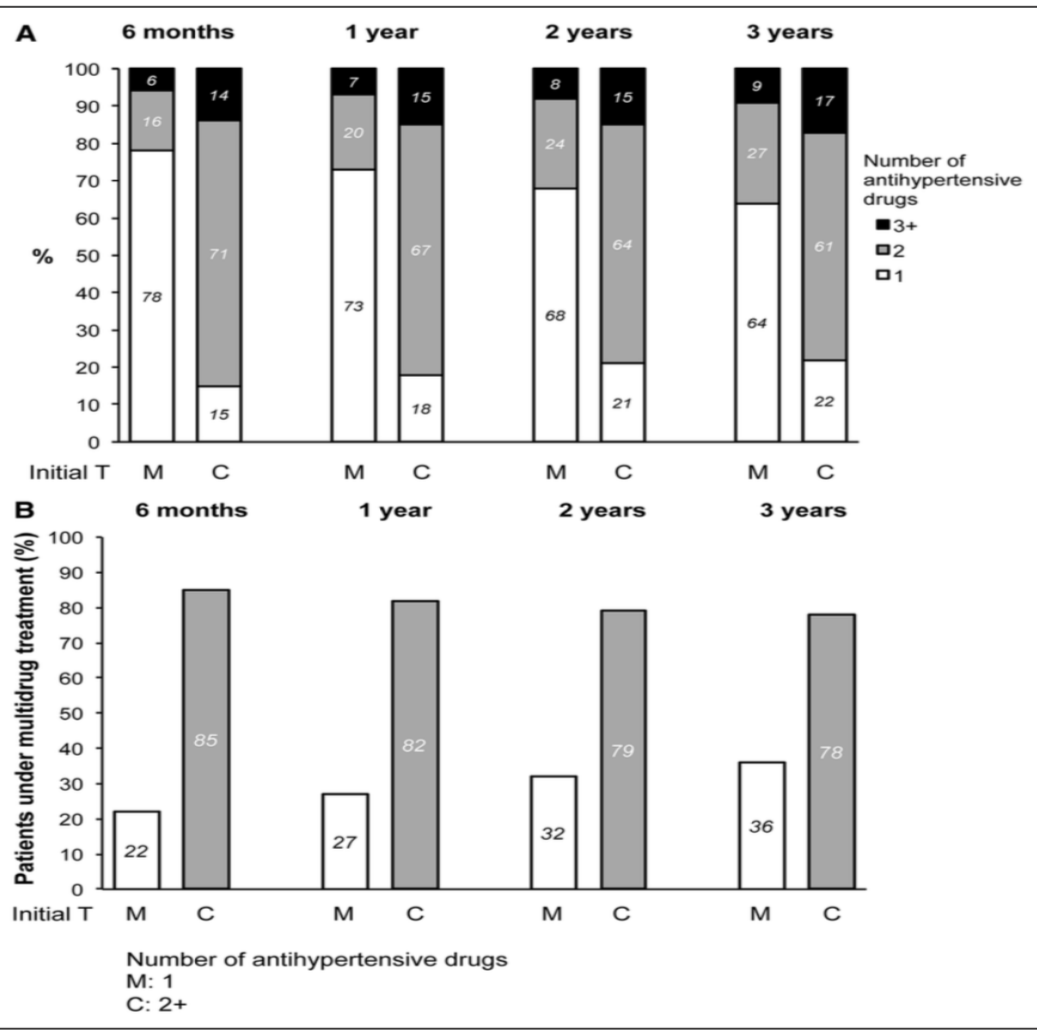 A 6 months 1 year 2 years 3 years
100
90
80
70
60
50
40
30
20
10
0
%
6 14 7 15 8 15 9 17
16 71 20 67 24 64 27 61
78 15 73 18 68 21 64 22
Number of
antihypertensive
drugs
3+
2
1
Initial T M C M C M C M C
B 6 months 1 year 2 years 3 years
Patients under multidrug treatment (%)
100
90
80
70
60
50
40
30
20
10
0
22 85 27 82 32 79 36 78
Initial T M C M C M C M C
Number of antihypertensive drugs
M: 1
C: 2+